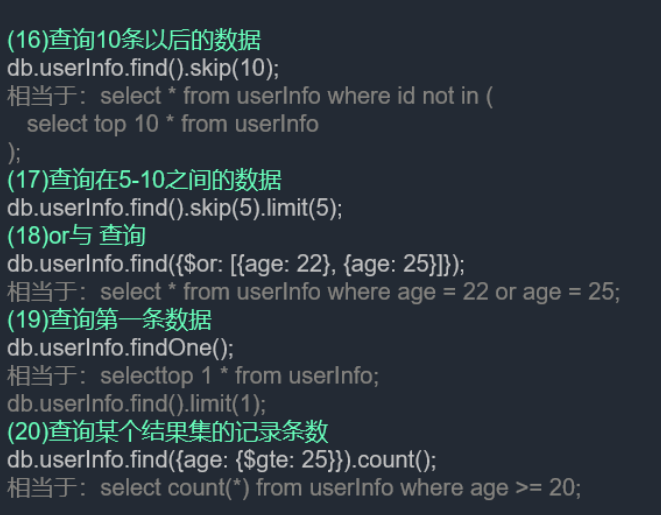 (16)查询10条以后的数据
db.userInfo.find().skip(10);
相当于：select * from userInfo where id not in (
select top 10 * from userInfo
);
(17)查询在5-10之间的数据
db.userInfo.find().skip(5).limit(5);
(18)or与 查询
db.userInfo.find({$or: [{age: 22}, {age: 25}]});
相当于：select * from userInfo where age = 22 or age = 25;
(19)查询第一条数据
db.userInfo.findOne();
相当于：selecttop 1 * from userInfo;
db.userInfo.find().limit(1);
(20)查询某个结果集的记录条数
db.userInfo.find({age: {$gte: 25}}).count();
相当于：select count(*) from userInfo where age >= 20;